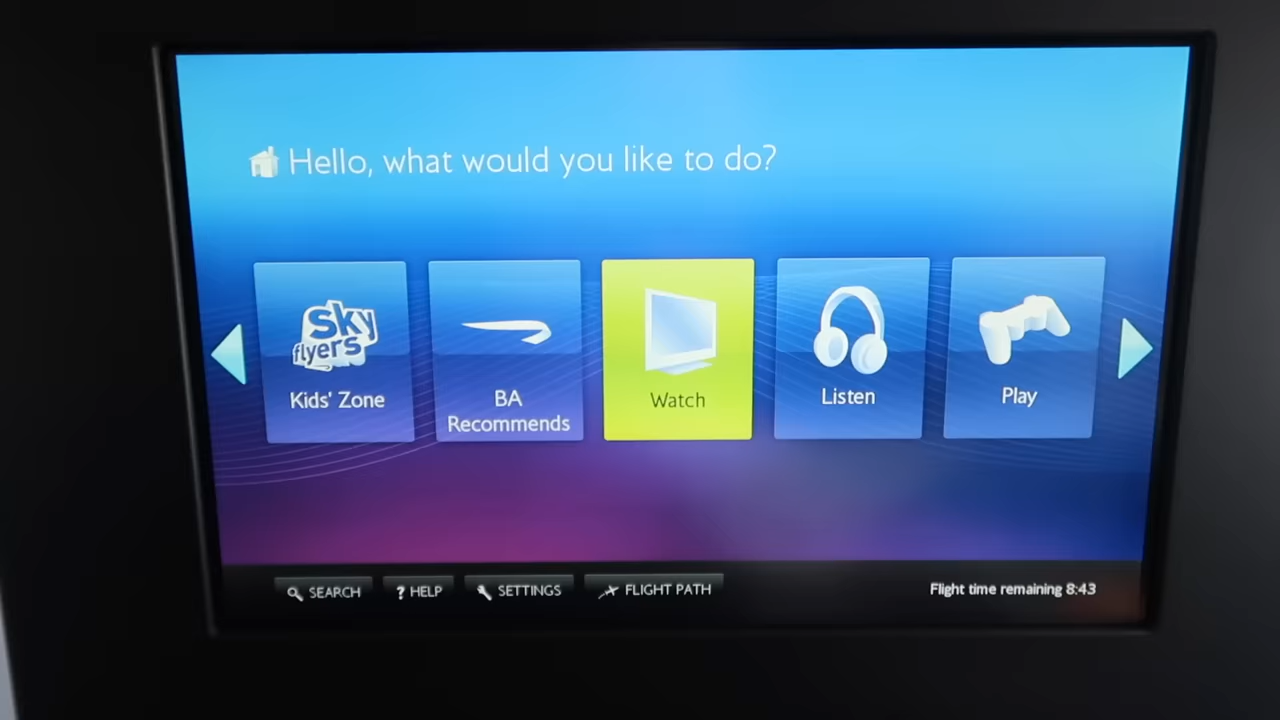 Hello, what would you like to do?
Sky
flyers
Kids' Zone
BA
Recommends
Watch
Listen
Play
SEARCH
? HELP
SETTINGS
FLIGHT PATH
Flight time remaining 8:43